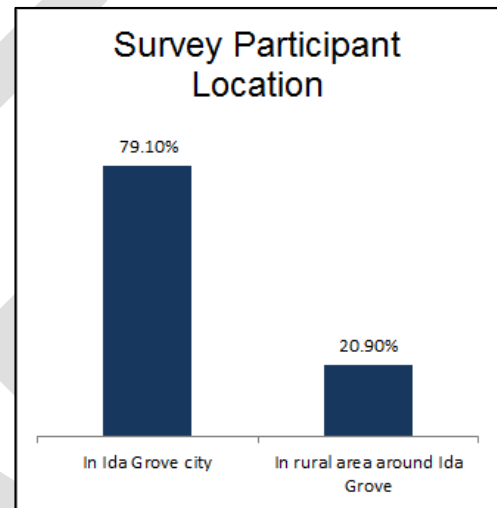 Survey Participant
Location
79.10%
20.90%
In Ida Grove city
In rural area around Ida
Grove